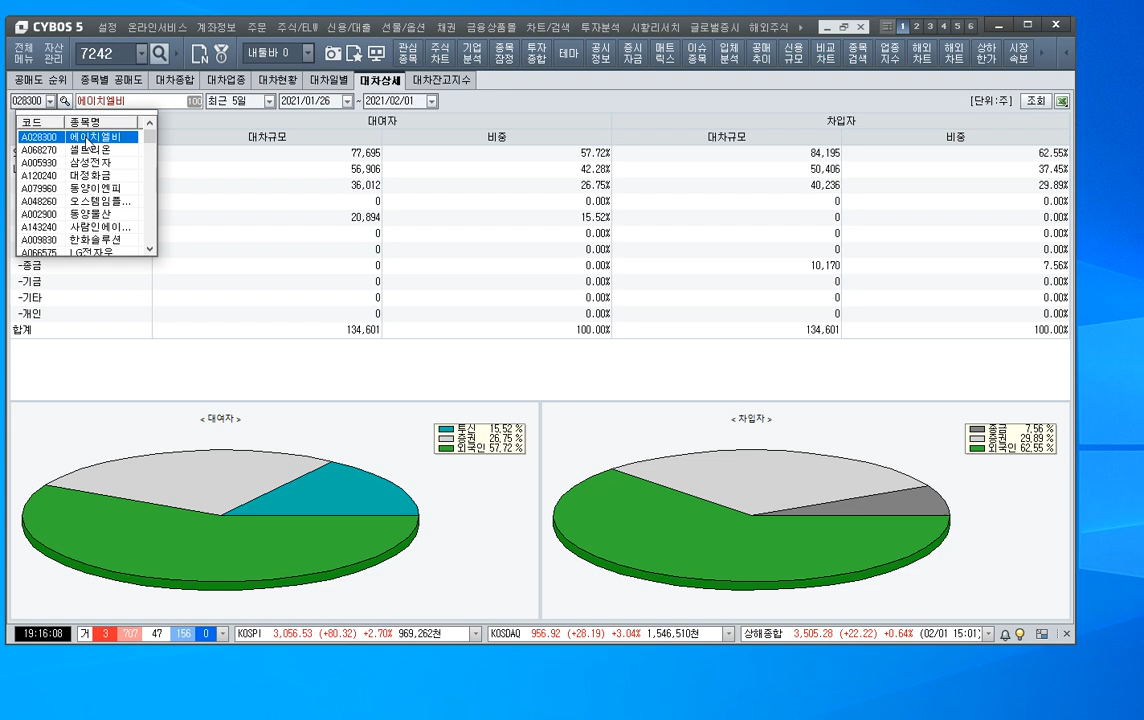 CYBOS 5 설정 온라인서비스 계좌정보 주문 주식/ELW 신용/대출 선물/옵션 채권 금융상품몰 차트/검색 투자분석 시황리서치 글로벌증시 해외주식 1 2 3 4 5 6
전체메뉴 자산관리 7242 내툴바 0 관심종목 주식차트 기업분석 종목잠정 투자종합 테마 공시정보 증시자금 매트릭스 이슈종목 입체분석 공매추이 신용규모 비교차트 종목검색 업종지수 해외차트 해외차트 상하한가 시장속보
공매도 순위 종목별 공매도 대차종합 대차업종 대차현황 대차일별 대차상세 대차잔고지수
028300 에이치엘비 100 최근 5일 2021/01/26 ~ 2021/02/01 [단위:주] 조회
코드 종목명
A028300 에이치엘비
A068270 셀트리온
A005930 삼성전자
A120240 대정화금
A079960 동양이엔피
A048260 오스템임플...
A002900 동양물산
A143240 사람인에이...
A009830 한화솔루션
A066575 LG전자우
대여자 차입자
대차규모 비중 대차규모 비중
77,695 57.72% 84,195 62.55%
56,906 42.28% 50,406 37.45%
36,012 26.75% 40,236 29.89%
0 0.00% 0 0.00%
20,894 15.52% 0 0.00%
0 0.00% 0 0.00%
0 0.00% 0 0.00%
-종금 0 0.00% 10,170 7.56%
-기금 0 0.00% 0 0.00%
-기타 0 0.00% 0 0.00%
-개인 0 0.00% 0 0.00%
합계 134,601 100.00% 134,601 100.00%
< 대여자 >
투신 15.52 %
증권 26.75 %
외국인 57.72 %
< 차입자 >
종금 7.56 %
증권 29.89 %
외국인 62.55 %
19:16:08 거 3 707 47 156 0 KOSPI 3,056.53 (+80.32) +2.70% 969,262천 KOSDAQ 956.92 (+28.19) +3.04% 1,546,510천 상해종합 3,505.28 (+22.22) +0.64% (02/01 15:01)